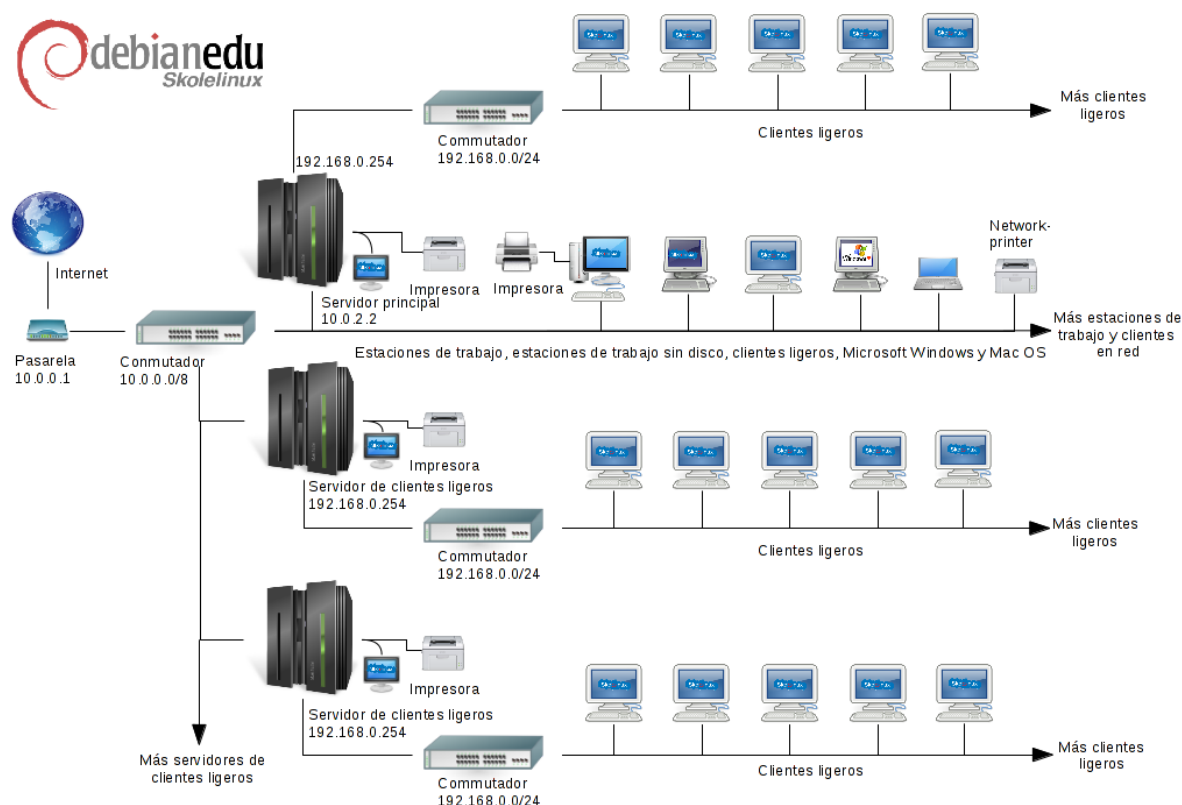 debianedu
Skolelinux
Más clientes
ligeros
Clientes ligeros
Commutador
192.168.0.0/24
192.168.0.254
Internet
Pasarela
10.0.0.1
Commutador
10.0.0.0/8
Servidor principal
10.0.2.2
Impresora
Impresora
Network-
printer
Más estaciones de
trabajo y clientes
en red
Estaciones de trabajo, estaciones de trabajo sin disco, clientes ligeros, Microsoft Windows y Mac OS
Impresora
Servidor de clientes ligeros
192.168.0.254
Commutador
192.168.0.0/24
Clientes ligeros
Más clientes
ligeros
Impresora
Servidor de clientes ligeros
192.168.0.254
Más servidores de
clientes ligeros
Commutador
192.168.0.0/24
Clientes ligeros
Más clientes
ligeros